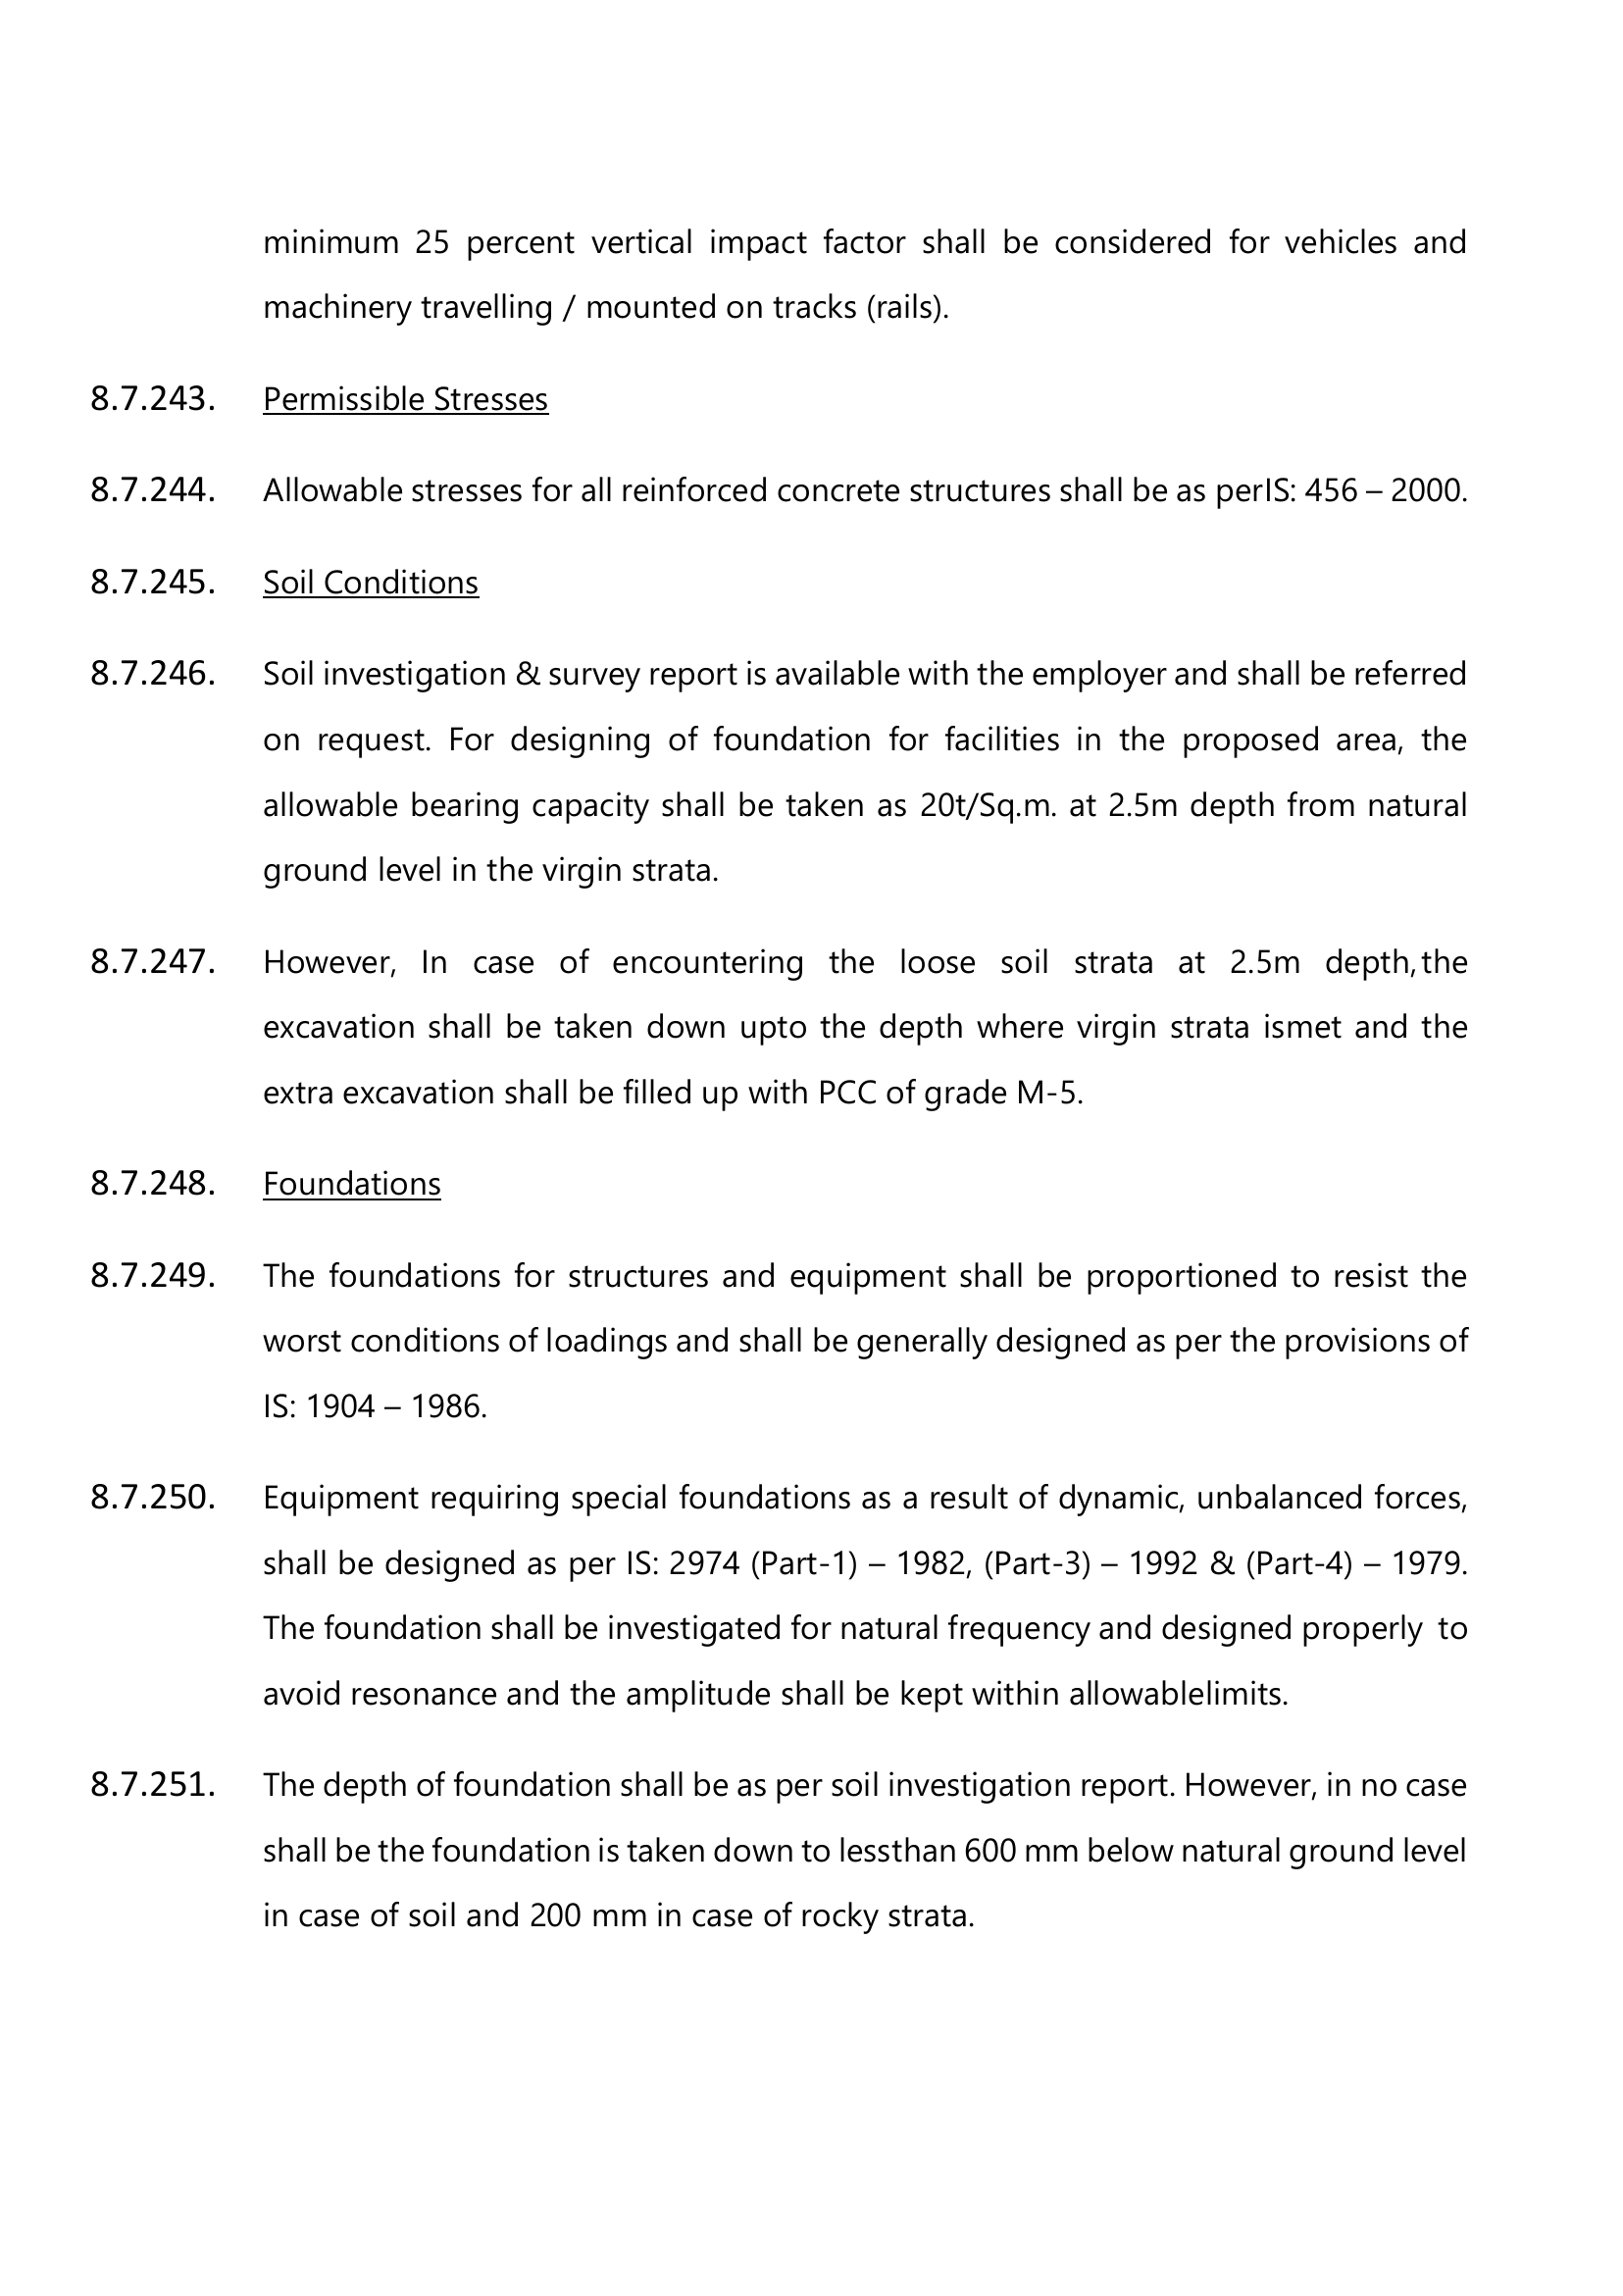 minimum 25 percent vertical impact factor shall be considered for vehicles and
machinery travelling / mounted on tracks (rails).
8.7.243. Permissible Stresses
8.7.244. Allowable stresses for all reinforced concrete structures shall be as perIS: 456 – 2000.
8.7.245. Soil Conditions
8.7.246. Soil investigation & survey report is available with the employer and shall be referred
on request. For designing of foundation for facilities in the proposed area, the
allowable bearing capacity shall be taken as 20t/Sq.m. at 2.5m depth from natural
ground level in the virgin strata.
8.7.247. However, In case of encountering the loose soil strata at 2.5m depth,the
excavation shall be taken down upto the depth where virgin strata ismet and the
extra excavation shall be filled up with PCC of grade M-5.
8.7.248. Foundations
8.7.249. The foundations for structures and equipment shall be proportioned to resist the
worst conditions of loadings and shall be generally designed as per the provisions of
IS: 1904 – 1986.
8.7.250. Equipment requiring special foundations as a result of dynamic, unbalanced forces,
shall be designed as per IS: 2974 (Part-1) – 1982, (Part-3) – 1992 & (Part-4) – 1979.
The foundation shall be investigated for natural frequency and designed properly to
avoid resonance and the amplitude shall be kept within allowablelimits.
8.7.251. The depth of foundation shall be as per soil investigation report. However, in no case
shall be the foundation is taken down to lessthan 600 mm below natural ground level
in case of soil and 200 mm in case of rocky strata.